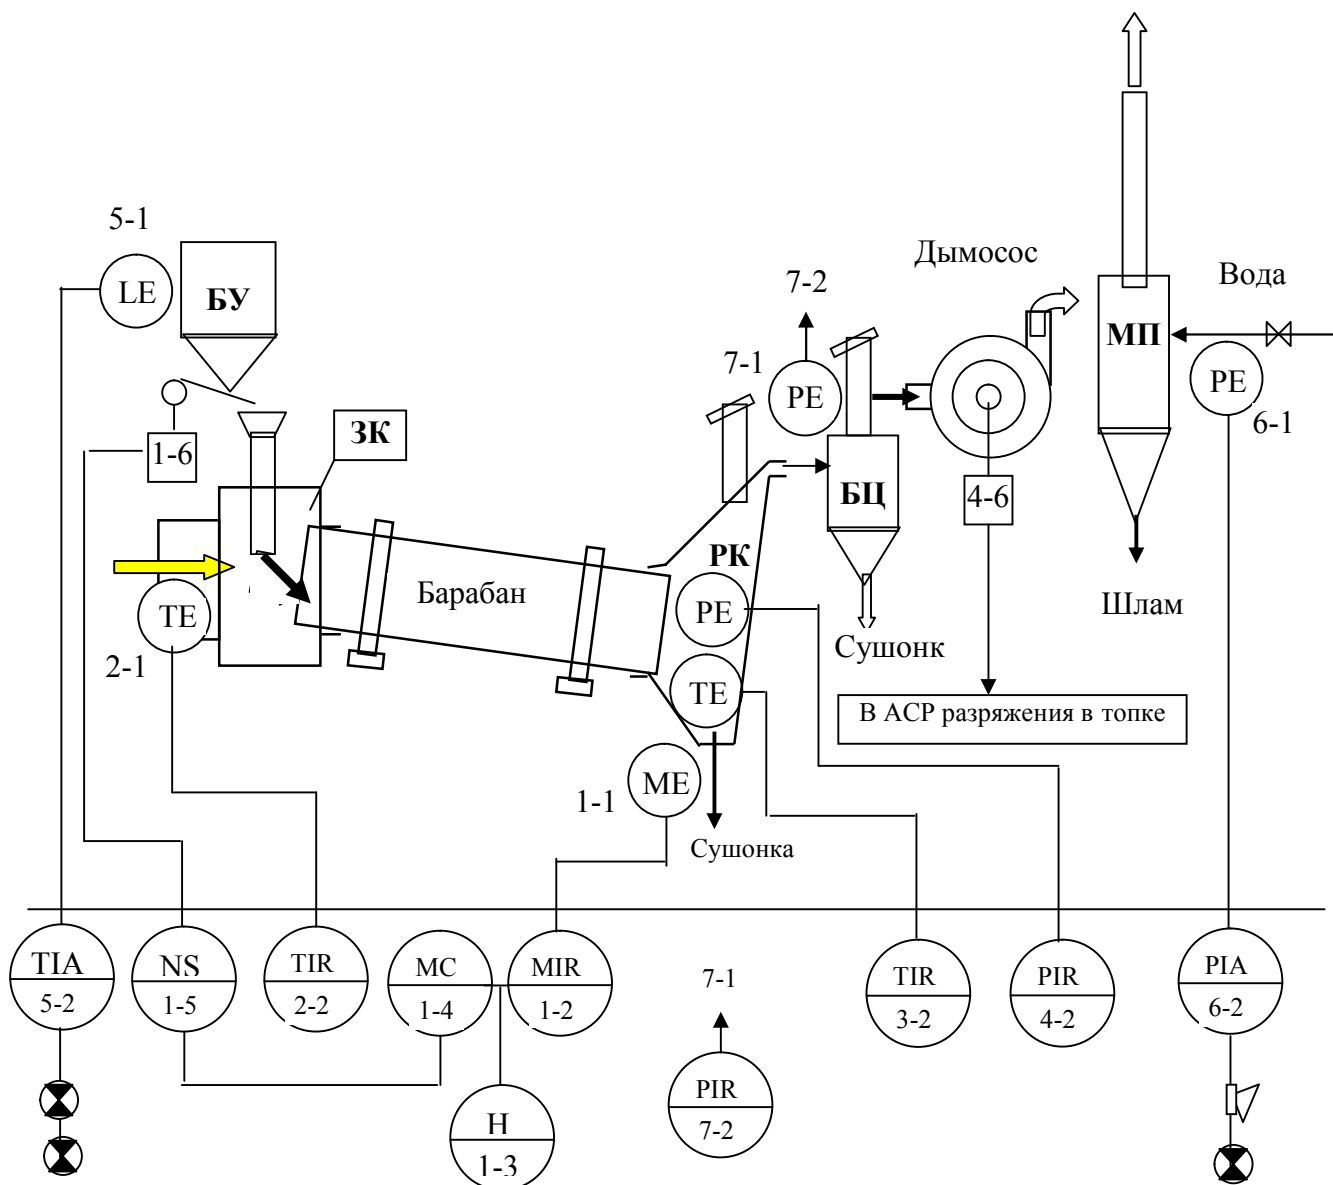 5-1
LE
БУ
1-6
ЗК
TE
2-1
Барабан
7-2
7-1
PE
Дымосос
БЦ
4-6
МП
Вода
PE
6-1
РК
PE
TE
Сушонк
Шлам
В АСР разряжения в топке
ME
1-1
Сушонка
TIA
5-2
NS
1-5
TIR
2-2
MC
1-4
MIR
1-2
H
1-3
7-1
PIR
7-2
TIR
3-2
PIR
4-2
PIA
6-2